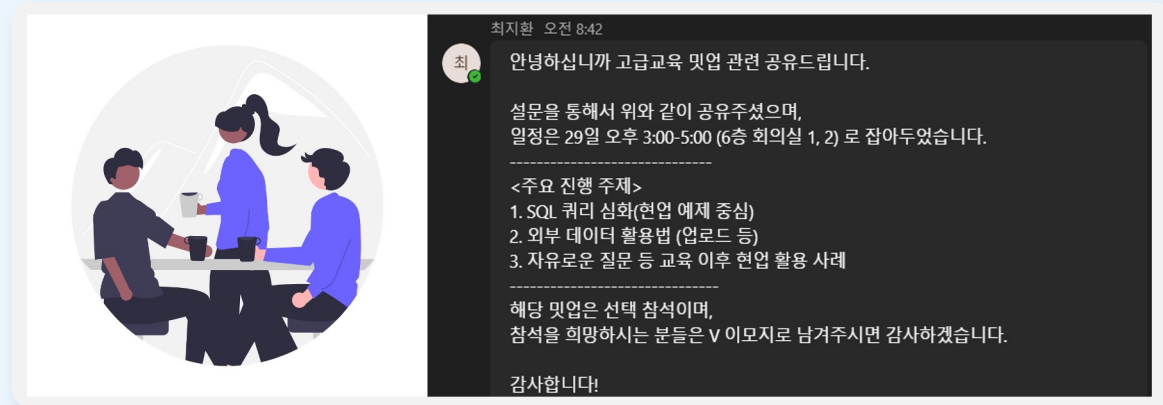 최지환 오전 8:42
최
안녕하십니까 고급교육 밋업 관련 공유드립니다.
설문을 통해서 위와 같이 공유주셨으며,
일정은 29일 오후 3:00-5:00 (6층 회의실 1, 2) 로 잡아두었습니다.
------------------------------
<주요 진행 주제>
1. SQL 쿼리 심화(현업 예제 중심)
2. 외부 데이터 활용법 (업로드 등)
3. 자유로운 질문 등 교육 이후 현업 활용 사례
-------------------------------
해당 밋업은 선택 참석이며,
참석을 희망하시는 분들은 V 이모지로 남겨주시면 감사하겠습니다.
감사합니다!